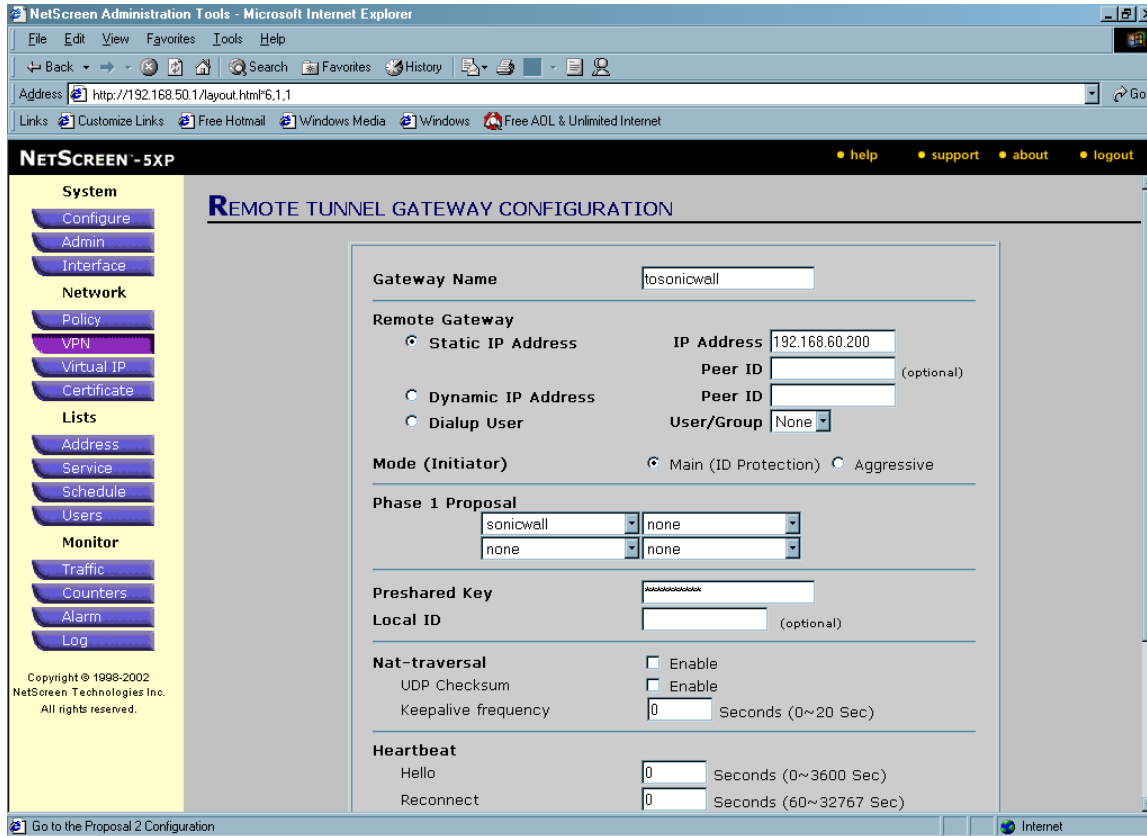 NetScreen Administration Tools - Microsoft Internet Explorer
File Edit View Favorites Tools Help
Back Search Favorites History
Address http://192.168.50.1/layout.html*6,1,1 Go
Links Customize Links Free Hotmail Windows Media Windows Free AOL & Unlimited Internet
NETSCREEN™-5XP
help support about logout
System
Configure
Admin
Interface
Network
Policy
VPN
Virtual IP
Certificate
Lists
Address
Service
Schedule
Users
Monitor
Traffic
Counters
Alarm
Log
Copyright © 1998-2002
NetScreen Technologies Inc.
All rights reserved.
REMOTE TUNNEL GATEWAY CONFIGURATION
Gateway Name tosonicwall
Remote Gateway
Static IP Address IP Address 192.168.60.200
Peer ID (optional)
Dynamic IP Address Peer ID
Dialup User User/Group None
Mode (Initiator) Main (ID Protection) Aggressive
Phase 1 Proposal
sonicwall none
none none
Preshared Key ***********
Local ID (optional)
Nat-traversal Enable
UDP Checksum Enable
Keepalive frequency 0 Seconds (0~20 Sec)
Heartbeat
Hello 0 Seconds (0~3600 Sec)
Reconnect 0 Seconds (60~32767 Sec)
Go to the Proposal 2 Configuration Internet